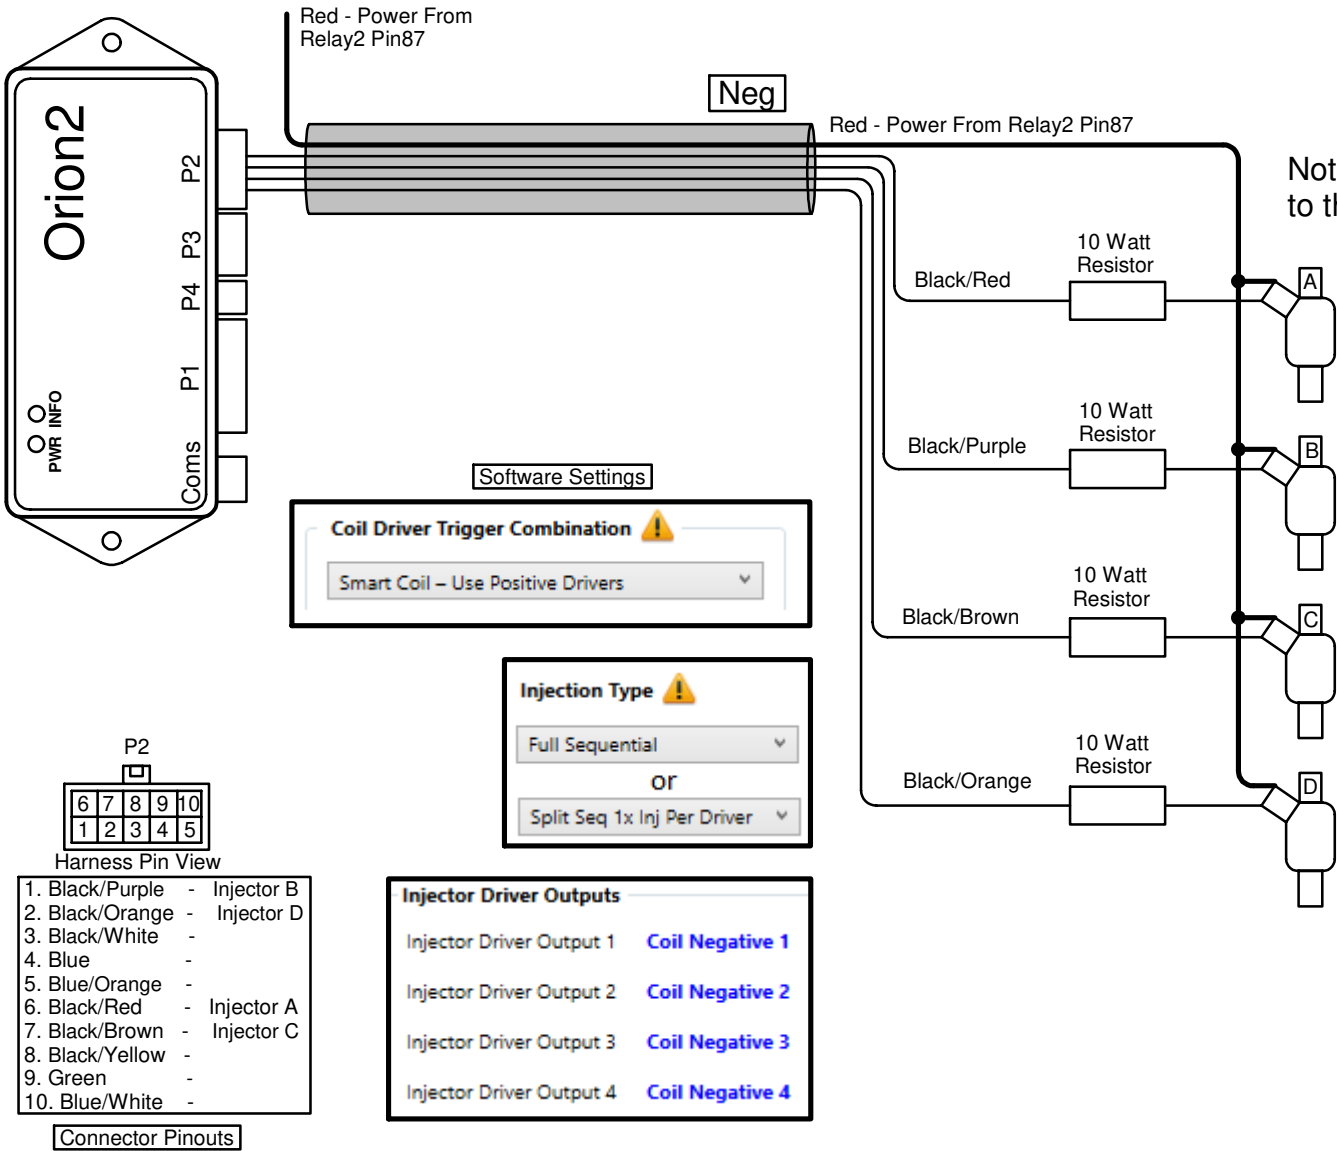 Red - Power From
Relay2 Pin87
Neg
Red - Power From Relay2 Pin87
Orion2
P2
P3
P4
P1
Coms
INFO
PWR
10 Watt
Resistor
Black/Red
A
10 Watt
Resistor
Black/Purple
B
10 Watt
Resistor
Black/Brown
C
10 Watt
Resistor
Black/Orange
D
Software Settings
Coil Driver Trigger Combination
Smart Coil – Use Positive Drivers
Injection Type
Full Sequential
or
Split Seq 1x Inj Per Driver
P2
6 7 8 9 10
1 2 3 4 5
Harness Pin View
1. Black/Purple - Injector B
2. Black/Orange - Injector D
3. Black/White -
4. Blue -
5. Blue/Orange -
6. Black/Red - Injector A
7. Black/Brown - Injector C
8. Black/Yellow -
9. Green -
10. Blue/White -
Connector Pinouts
Injector Driver Outputs
Injector Driver Output 1 Coil Negative 1
Injector Driver Output 2 Coil Negative 2
Injector Driver Output 3 Coil Negative 3
Injector Driver Output 4 Coil Negative 4
to